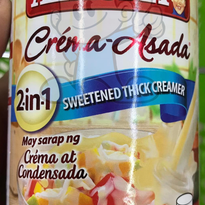 Créma-Asada
2-in-1
SWEETENED THICK CREAMER
May sarap ng
Créma at
Condensada